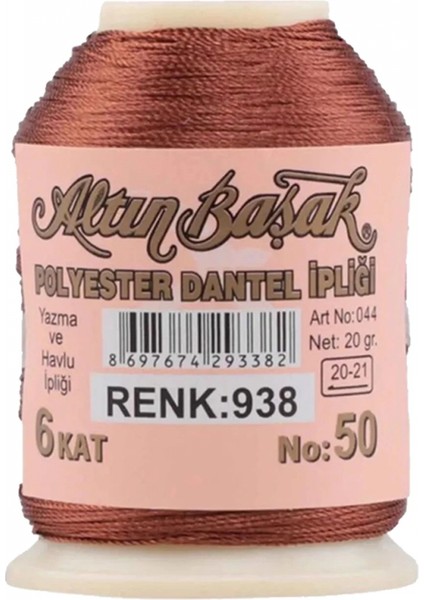 Altın Başak ®
POLYESTER DANTEL İPLİĞİ
Yazma
ve
Havlu
İpliği
8 697674 293382
Art No:044
Net: 20 gr.
20-21
RENK:938
6 KAT
No:50